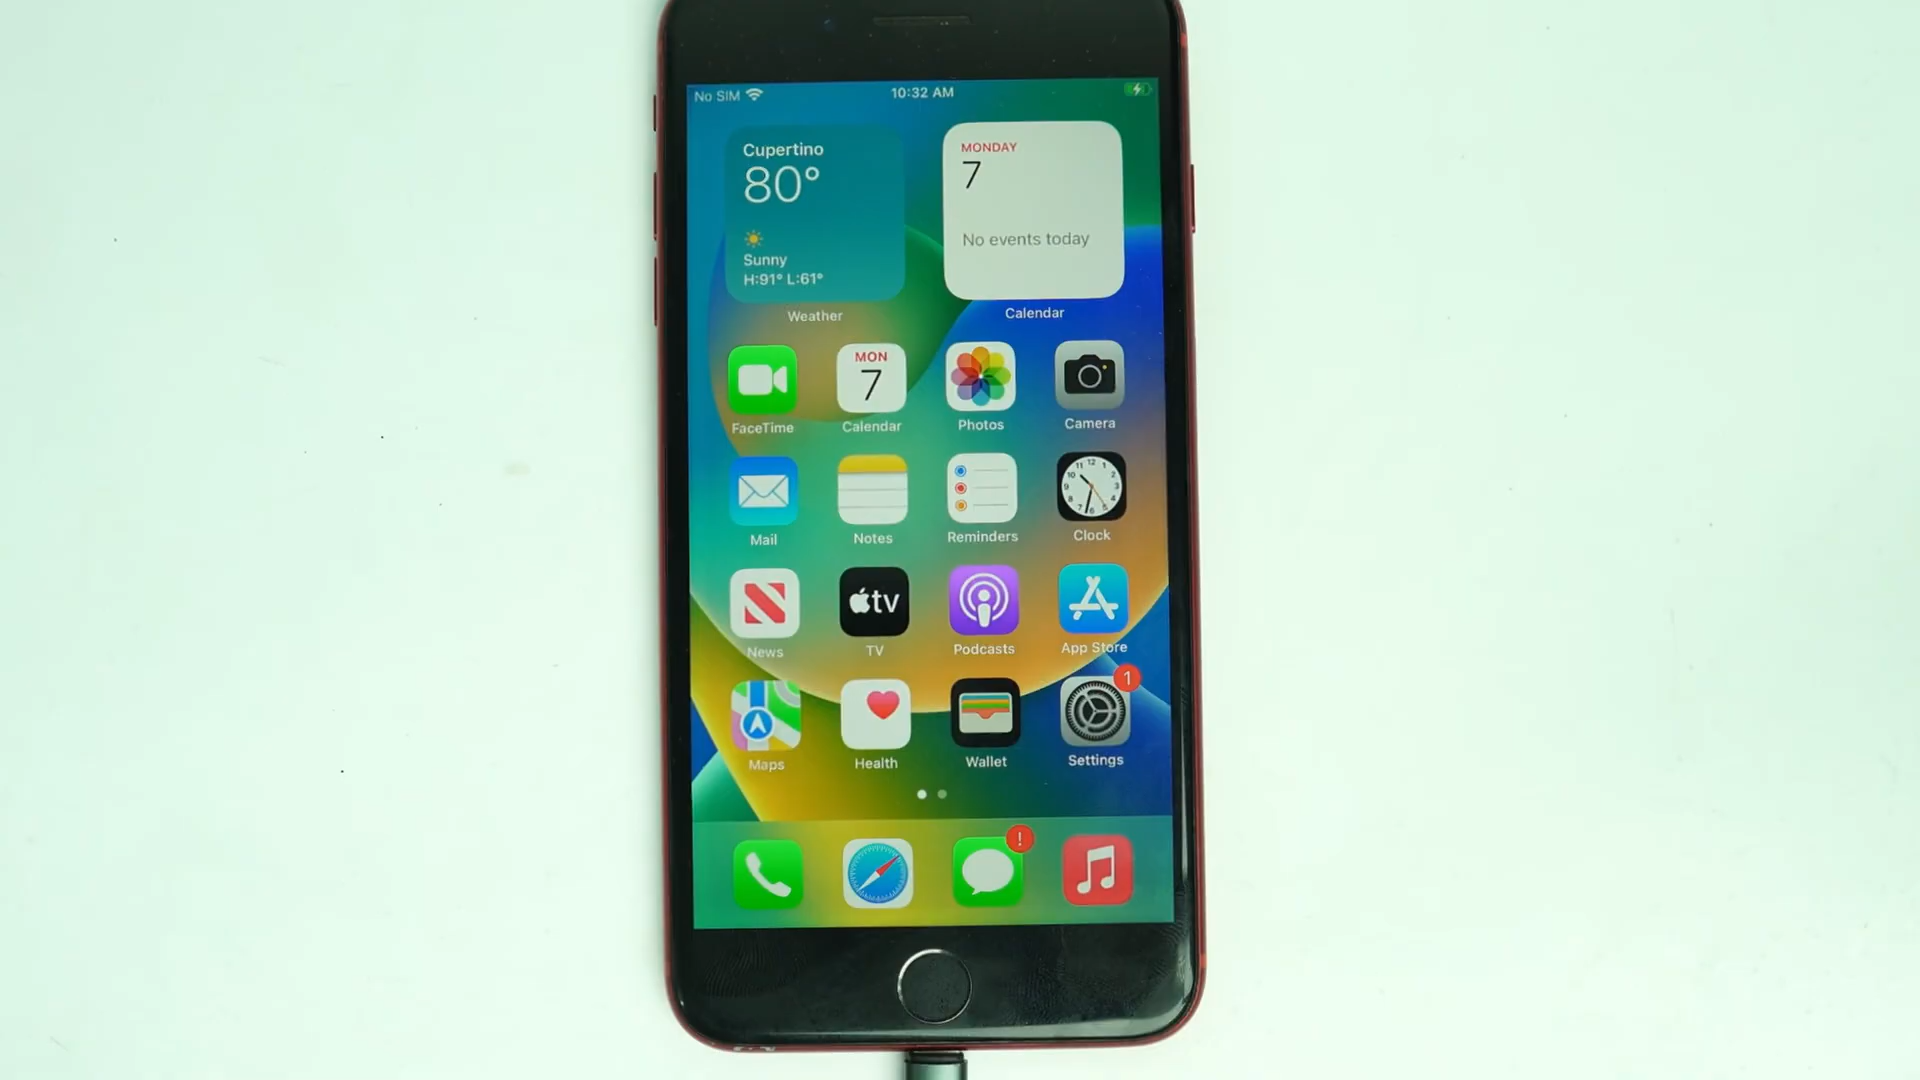 No SIM
10:32 AM
Cupertino
80°
Sunny
H:91° L:61°
Weather
MONDAY
7
No events today
Calendar
FaceTime
MON
7
Calendar
Photos
Camera
Mail
Notes
Reminders
Clock
News
tv
TV
Podcasts
App Store
Maps
Health
Wallet
1
Settings
!